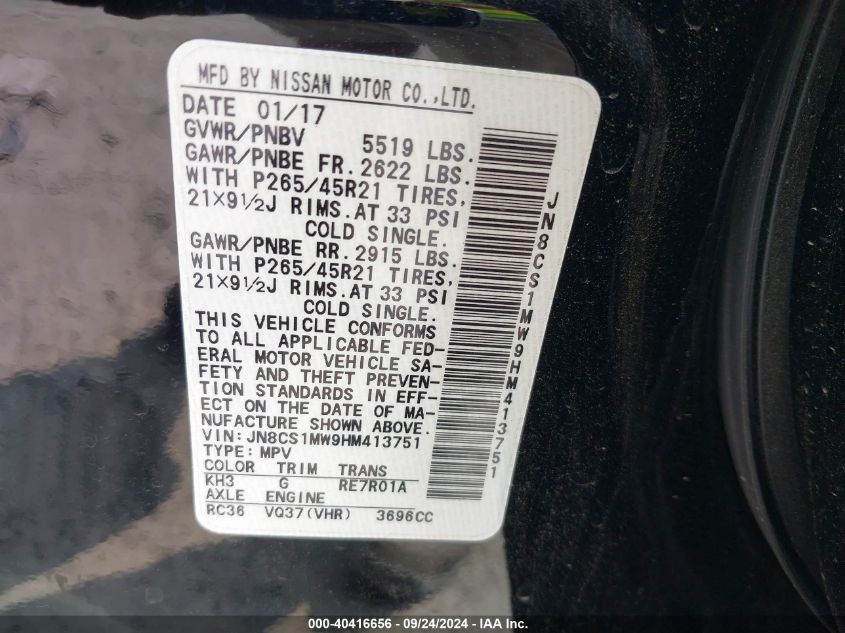 MFD BY NISSAN MOTOR CO.,LTD.
DATE 01/17
GVWR/PNBV 5519 LBS.
GAWR/PNBE FR.2622 LBS.
WITH P265/45R21 TIRES,
21X9½J RIMS.AT 33 PSI
COLD SINGLE.
GAWR/PNBE RR.2915 LBS.
WITH P265/45R21 TIRES,
21X9½J RIMS.AT 33 PSI
COLD SINGLE.
THIS VEHICLE CONFORMS
TO ALL APPLICABLE FED-
ERAL MOTOR VEHICLE SA-
FETY AND THEFT PREVEN-
TION STANDARDS IN EFF-
ECT ON THE DATE OF MA-
NUFACTURE SHOWN ABOVE.
VIN:JN8CS1MW9HM413751
TYPE:MPV
COLOR TRIM TRANS
KH3 G RE7R01A
AXLE ENGINE
RC36 VQ37(VHR) 3696CC
JN8CS1MW9HM413751
000-40416656 - 09/24/2024 - IAA Inc.